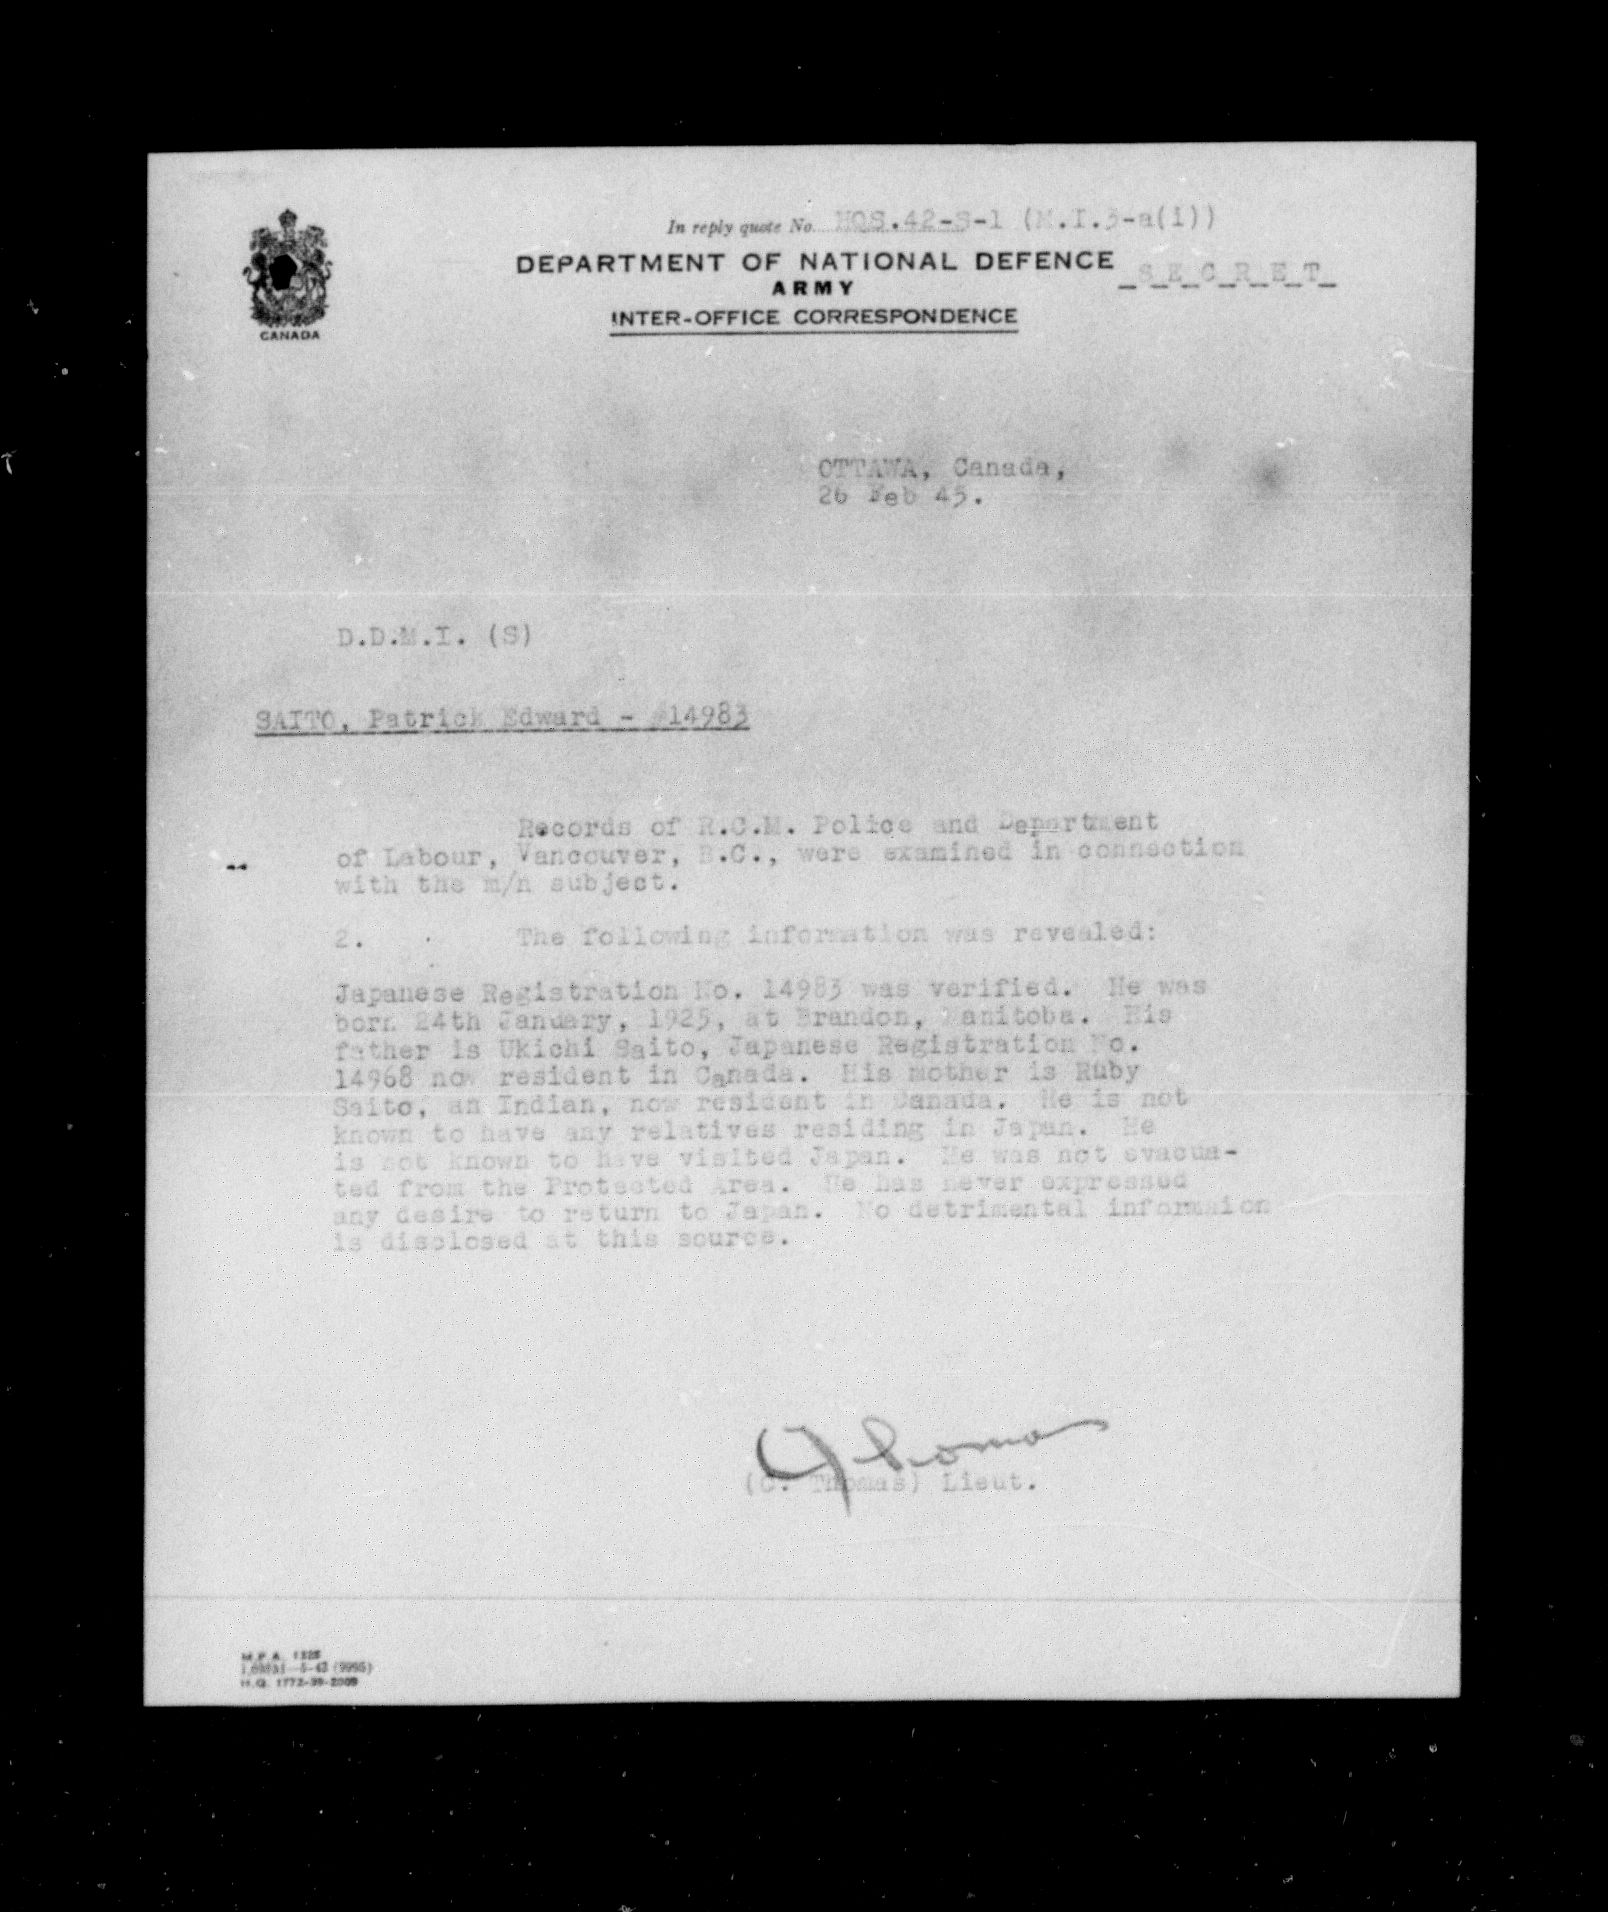 In reply quote No. HQS.42-S-1 (M.I.3-a(i))
DEPARTMENT OF NATIONAL DEFENCE
S E C R E T
ARMY
INTER-OFFICE CORRESPONDENCE
CANADA
OTTAWA, Canada,
26 Feb 45.
D.D.M.I. (S)
SAITO, Patrick Edward - #14983
Records of R.C.M. Police and Department
of Labour, Vancouver, B.C., were examined in connection
with the m/n subject.
2. The following information was revealed:
Japanese Registration No. 14983 was verified. He was
born 24th January, 1925, at Brandon, Manitoba. His
father is Ukichi Saito, Japanese Registration No.
14968 now resident in Canada. His mother is Ruby
Saito, an Indian, now resident in Canada. He is not
known to have any relatives residing in Japan. He
is not known to have visited Japan. He was not evacua-
ted from the Protected Area. He has never expressed
any desire to return to Japan. No detrimental informaion
is disclosed at this source.
C Thomas
(C. Thomas) Lieut.
M.F.A.
H.Q. 1772-39-2009